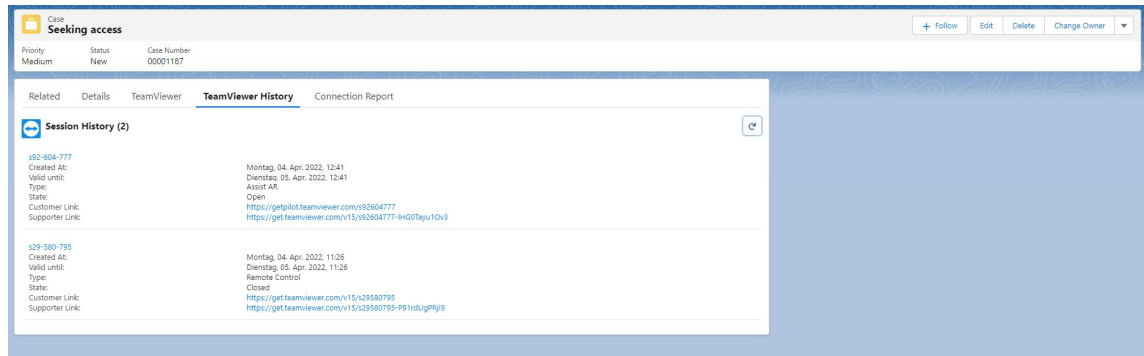 Case
Seeking access
+ Follow Edit Delete Change Owner
Priority Status Case Number
Medium New 00001187
Related Details TeamViewer TeamViewer History Connection Report
Session History (2)
s92-604-777
Created At: Montag, 04. Apr. 2022, 12:41
Valid until: Dienstag, 05. Apr. 2022, 12:41
Type: Assist AR
State: Open
Customer Link: https://getpilot.teamviewer.com/s92604777
Supporter Link: https://get.teamviewer.com/v15/s92604777-lHG0Tayu1Ov3
s29-580-795
Created At: Montag, 04. Apr. 2022, 11:26
Valid until: Dienstag, 05. Apr. 2022, 11:26
Type: Remote Control
State: Closed
Customer Link: https://get.teamviewer.com/v15/s29580795
Supporter Link: https://get.teamviewer.com/v15/s29580795-P91rdUgPRjI9